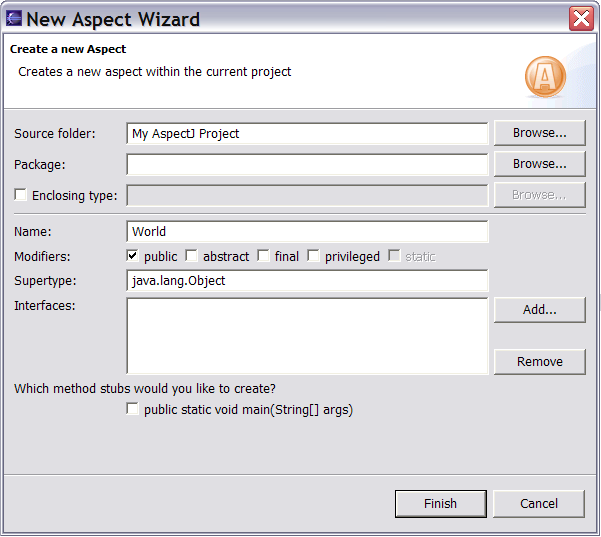 New Aspect Wizard
Create a new Aspect
Creates a new aspect within the current project
A
Source folder: My AspectJ Project Browse...
Package: Browse...
Enclosing type: Browse...
Name: World
Modifiers: public abstract final privileged static
Supertype: java.lang.Object
Interfaces: Add...
Remove
Which method stubs would you like to create?
public static void main(String[] args)
Finish Cancel